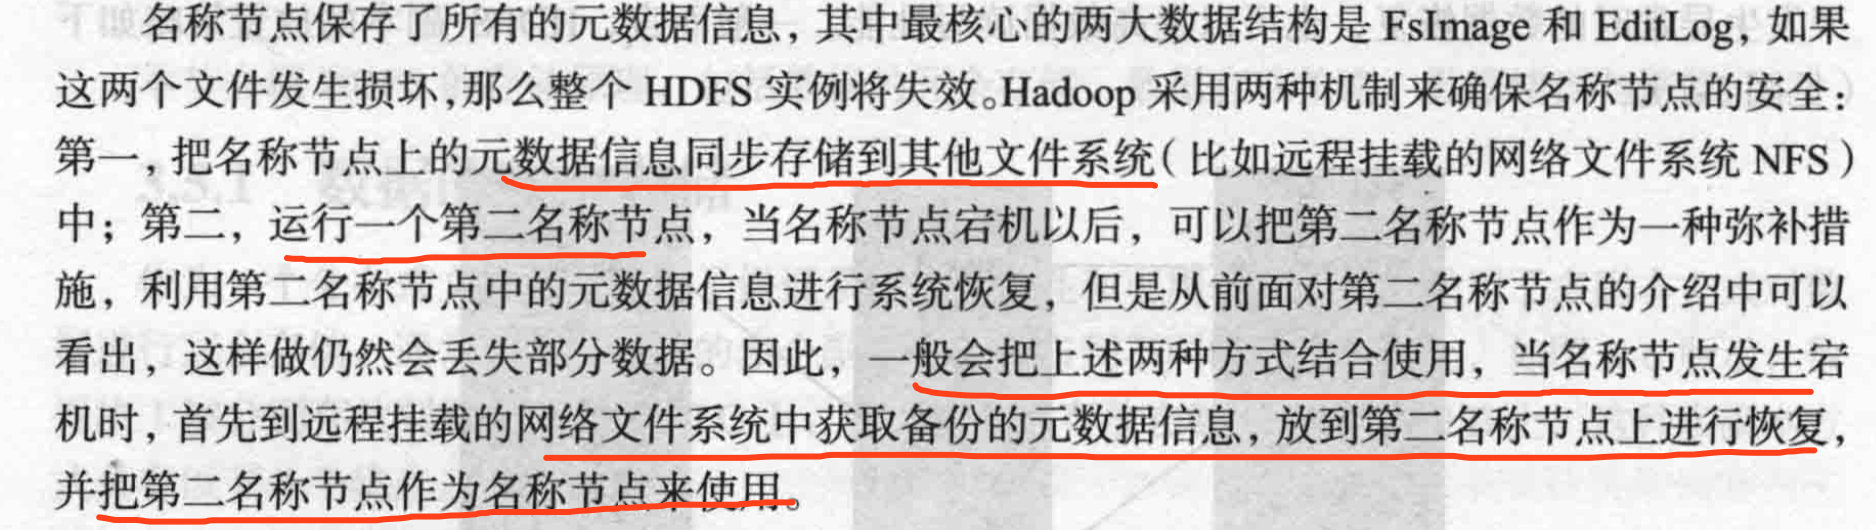 名称节点保存了所有的元数据信息，其中最核心的两大数据结构是 FsImage 和 EditLog，如果
这两个文件发生损坏，那么整个 HDFS 实例将失效。Hadoop 采用两种机制来确保名称节点的安全：
第一，把名称节点上的元数据信息同步存储到其他文件系统（比如远程挂载的网络文件系统 NFS）
中；第二，运行一个第二名称节点，当名称节点宕机以后，可以把第二名称节点作为一种弥补措
施，利用第二名称节点中的元数据信息进行系统恢复，但是从前面对第二名称节点的介绍中可以
看出，这样做仍然会丢失部分数据。因此，一般会把上述两种方式结合使用，当名称节点发生宕
机时，首先到远程挂载的网络文件系统中获取备份的元数据信息，放到第二名称节点上进行恢复，
并把第二名称节点作为名称节点来使用。